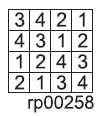 3 4 2 1
4 3 1 2
1 2 4 3
2 1 3 4
rp00258